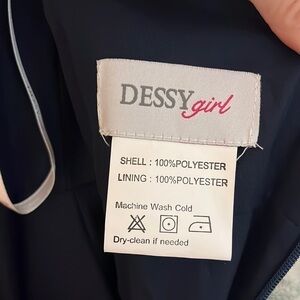 DESSY girl
SHELL : 100%POLYESTER
LINING : 100%POLYESTER
Machine Wash Cold
Dry-clean if needed